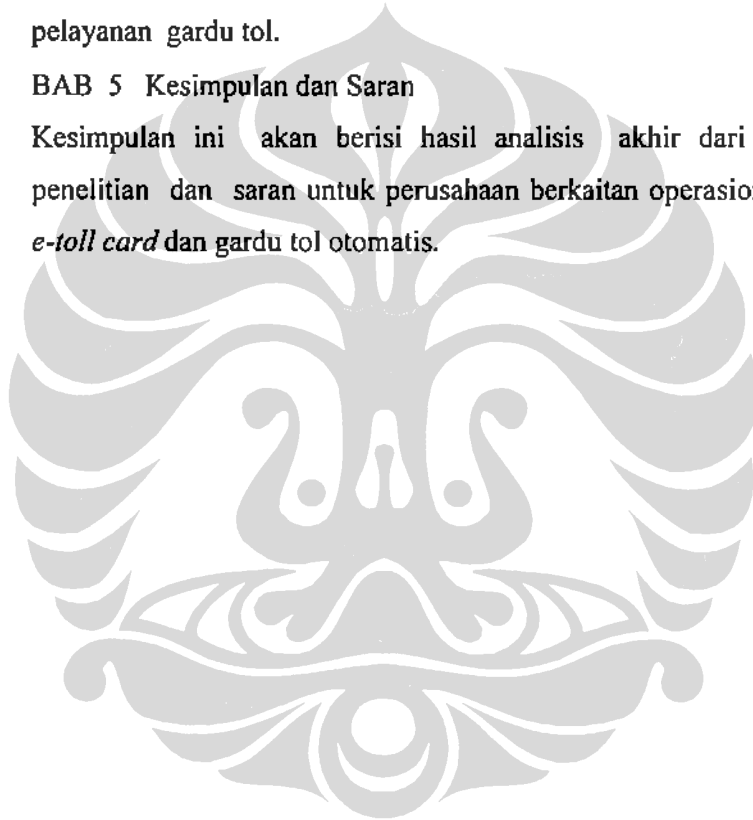 pelayanan gardu tol.
BAB 5 Kesimpulan dan Saran
Kesimpulan ini akan berisi hasil analisis akhir dari
penelitian dan saran untuk perusahaan berkaitan
e-toll card dan gardu tol otomatis.